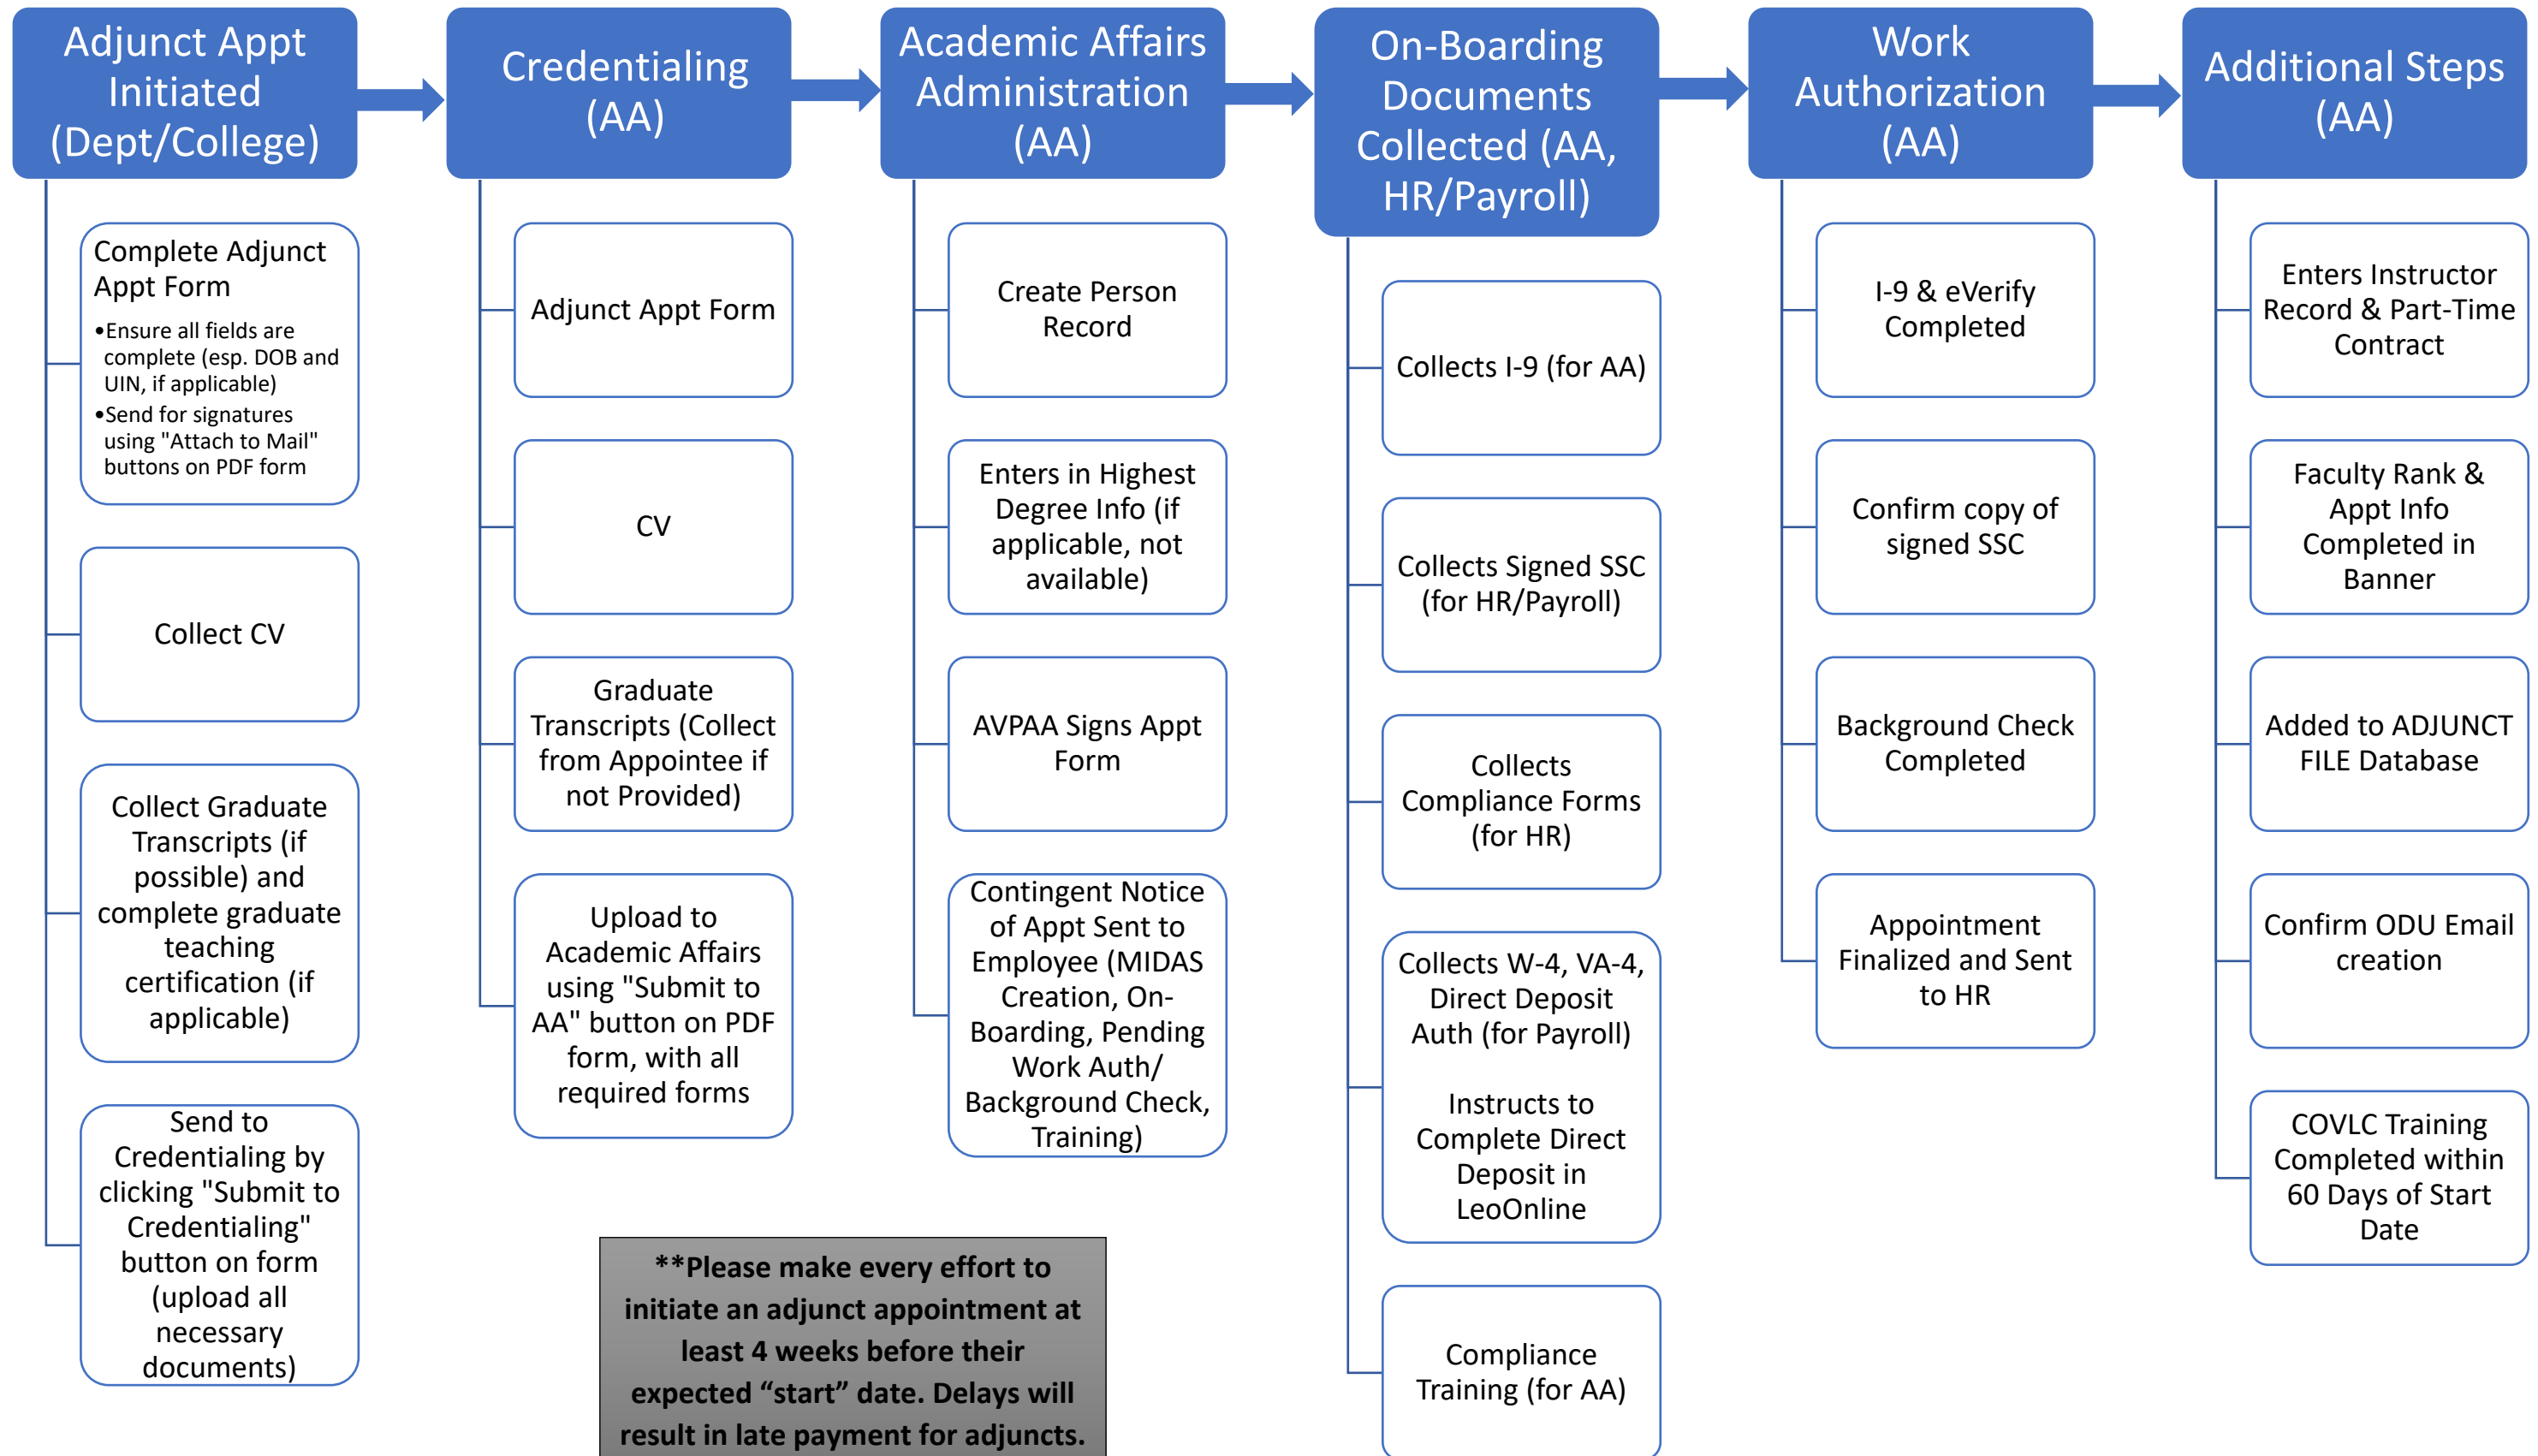 Adjunct Appt
Initiated
(Dept/College)
Complete Adjunct
Appt Form
•Ensure all fields are
complete (esp. DOB and
UIN, if applicable)
•Send for signatures
using "Attach to Mail"
buttons on PDF form
Collect CV
Collect Graduate
Transcripts (if
possible) and
complete graduate
teaching
certification (if
applicable)
Send to
Credentialing by
clicking "Submit to
Credentialing"
button on form
(upload all
necessary
documents)
Credentialing
(AA)
Adjunct Appt Form
CV
Graduate
Transcripts (Collect
from Appointee if
not Provided)
Upload to
Academic Affairs
using "Submit to
AA" button on PDF
form, with all
required forms
Academic Affairs
Administration
(AA)
Create Person
Record
Enters in Highest
Degree Info (if
applicable, not
available)
AVPAA Signs Appt
Form
Contingent Notice
of Appt Sent to
Employee (MIDAS
Creation, On-
Boarding, Pending
Work Auth/
Background Check,
Training)
On-Boarding
Documents
Collected (AA,
HR/Payroll)
Collects I-9 (for AA)
Collects Signed SSC
(for HR/Payroll)
Collects
Compliance Forms
(for HR)
Collects W-4, VA-4,
Direct Deposit
Auth (for Payroll)
Instructs to
Complete Direct
Deposit in
LeoOnline
Compliance
Training (for AA)
Work
Authorization
(AA)
I-9 & eVerify
Completed
Confirm copy of
signed SSC
Background Check
Completed
Appointment
Finalized and Sent
to HR
Additional Steps
(AA)
Enters Instructor
Record & Part-Time
Contract
Faculty Rank &
Appt Info
Completed in
Banner
Added to ADJUNCT
FILE Database
Confirm ODU Email
creation
COVLC Training
Completed within
60 Days of Start
Date
**Please make every effort to
initiate an adjunct appointment at
least 4 weeks before their
expected “start” date. Delays will
result in late payment for adjuncts.